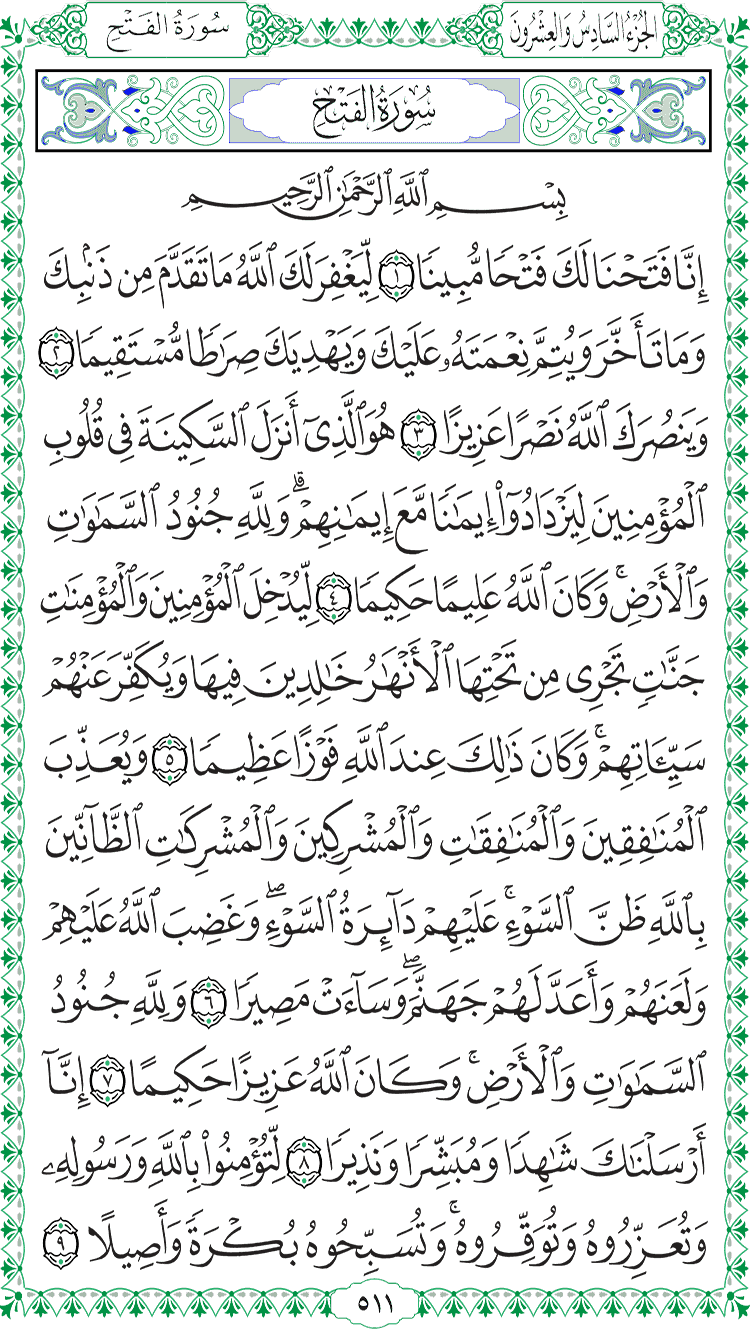 الجُزْءُ السَّادِسُ وَالعِشْرُونَ
سُورَةُ الفَتْحِ
سُورَةُ الفَتْحِ
بِسْمِ ٱللَّهِ ٱلرَّحْمَٰنِ ٱلرَّحِيمِ
إِنَّا فَتَحْنَا لَكَ فَتْحًا مُّبِينًا ١ لِّيَغْفِرَ لَكَ ٱللَّهُ مَا تَقَدَّمَ مِن ذَنۢبِكَ
وَمَا تَأَخَّرَ وَيُتِمَّ نِعْمَتَهُۥ عَلَيْكَ وَيَهْدِيَكَ صِرَٰطًا مُّسْتَقِيمًا ٢
وَيَنصُرَكَ ٱللَّهُ نَصْرًا عَزِيزًا ٣ هُوَ ٱلَّذِىٓ أَنزَلَ ٱلسَّكِينَةَ فِى قُلُوبِ
ٱلْمُؤْمِنِينَ لِيَزْدَادُوٓا۟ إِيمَٰنًا مَّعَ إِيمَٰنِهِمْ ۗ وَلِلَّهِ جُنُودُ ٱلسَّمَٰوَٰتِ
وَٱلْأَرْضِ ۚ وَكَانَ ٱللَّهُ عَلِيمًا حَكِيمًا ٤ لِّيُدْخِلَ ٱلْمُؤْمِنِينَ وَٱلْمُؤْمِنَٰتِ
جَنَّٰتٍ تَجْرِى مِن تَحْتِهَا ٱلْأَنْهَٰرُ خَٰلِدِينَ فِيهَا وَيُكَفِّرَ عَنْهُمْ
سَيِّـَٔاتِهِمْ ۚ وَكَانَ ذَٰلِكَ عِندَ ٱللَّهِ فَوْزًا عَظِيمًا ٥ وَيُعَذِّبَ
ٱلْمُنَٰفِقِينَ وَٱلْمُنَٰفِقَٰتِ وَٱلْمُشْرِكِينَ وَٱلْمُشْرِكَٰتِ ٱلظَّآنِّينَ
بِٱللَّهِ ظَنَّ ٱلسَّوْءِ ۚ عَلَيْهِمْ دَآئِرَةُ ٱلسَّوْءِ ۖ وَغَضِبَ ٱللَّهُ عَلَيْهِمْ
وَلَعَنَهُمْ وَأَعَدَّ لَهُمْ جَهَنَّمَ ۖ وَسَآءَتْ مَصِيرًا ٦ وَلِلَّهِ جُنُودُ
ٱلسَّمَٰوَٰتِ وَٱلْأَرْضِ ۚ وَكَانَ ٱللَّهُ عَزِيزًا حَكِيمًا ٧ إِنَّآ
أَرْسَلْنَٰكَ شَٰهِدًا وَمُبَشِّرًا وَنَذِيرًا ٨ لِّتُؤْمِنُوا۟ بِٱللَّهِ وَرَسُولِهِۦ
وَتُعَزِّرُوهُ وَتُوَقِّرُوهُ ۚ وَتُسَبِّحُوهُ بُكْرَةً وَأَصِيلًا ٩
٥١١